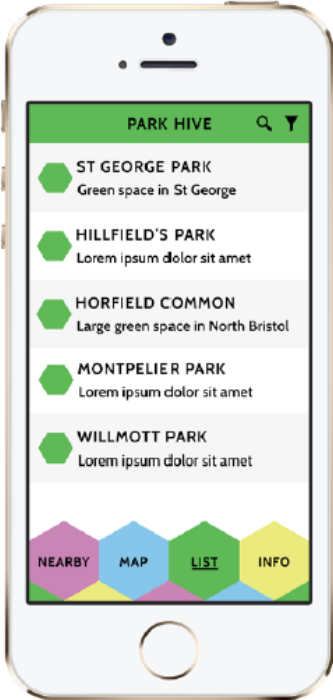 PARK HIVE
ST GEORGE PARK
Green space in St George
HILLFIELD'S PARK
Lorem ipsum dolor sit amet
HORFIELD COMMON
Large green space in North Bristol
MONTPELIER PARK
Lorem ipsum dolor sit amet
WILLMOTT PARK
Lorem ipsum dolor sit amet
NEARBY MAP LIST INFO